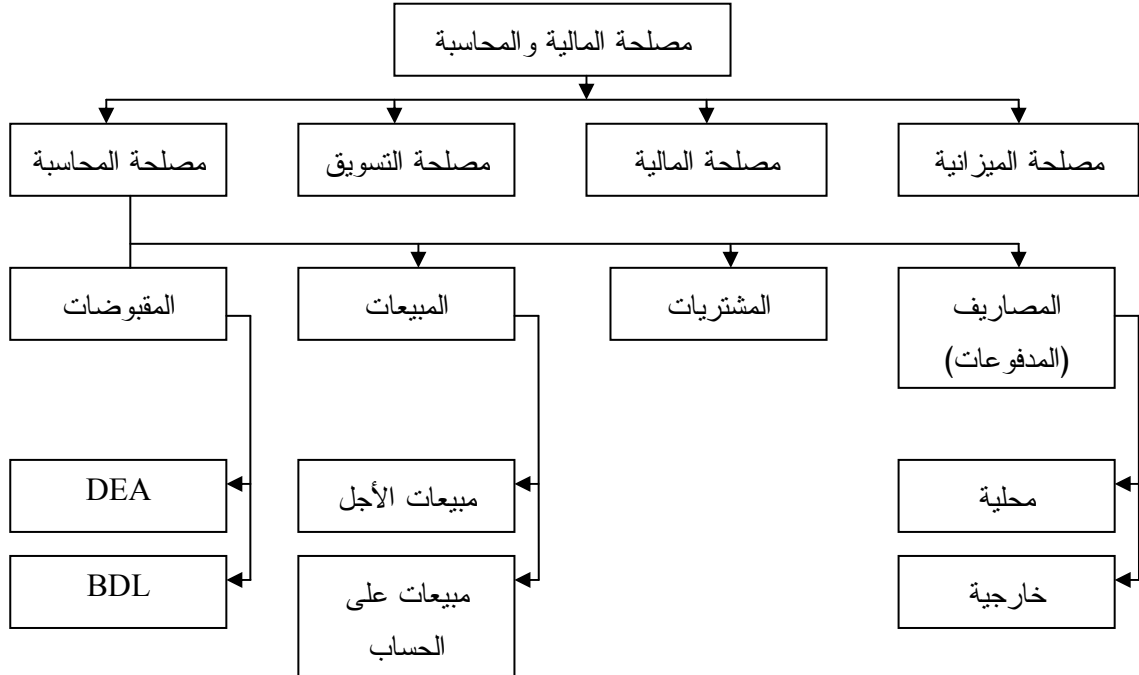 مصلحة المالية والمحاسبة
مصلحة الميزانية
مصلحة المالية
مصلحة التسويق
مصلحة المحاسبة
المصاريف
(المدفوعات)
المشتريات
المبيعات
المقبوضات
محلية
مبيعات الأجل
DEA
خارجية
مبيعات على
الحساب
BDL